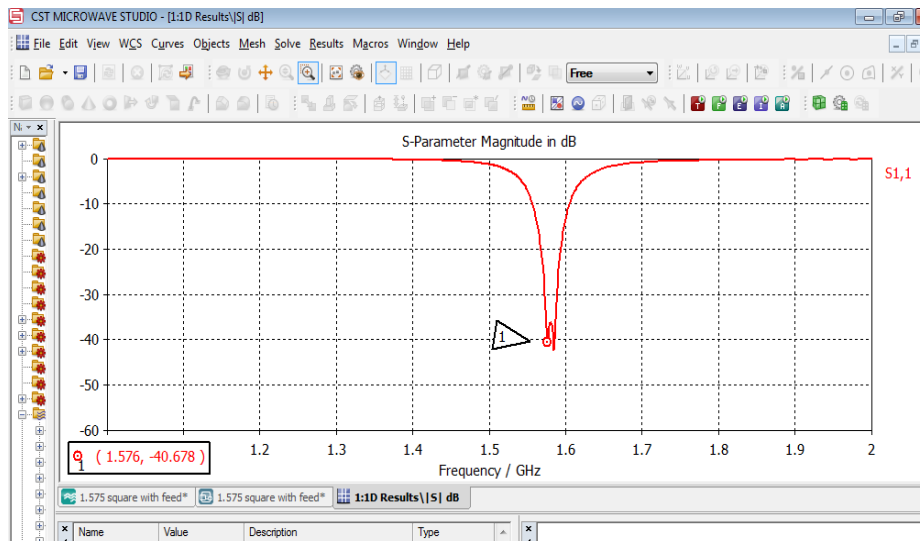 CST MICROWAVE STUDIO - [1:1D Results\|S| dB]
File Edit View WCS Curves Objects Mesh Solve Results Macros Window Help
Free
T F E I A
S-Parameter Magnitude in dB
0
S1,1
-10
-20
-30
1
-40
-50
-60
1 ( 1.576, -40.678 )
1.2 1.3 1.4 1.5 1.6 1.7 1.8 1.9 2
Frequency / GHz
1.575 square with feed* 1.575 square with feed* 1:1D Results\|S| dB
Name Value Description Type